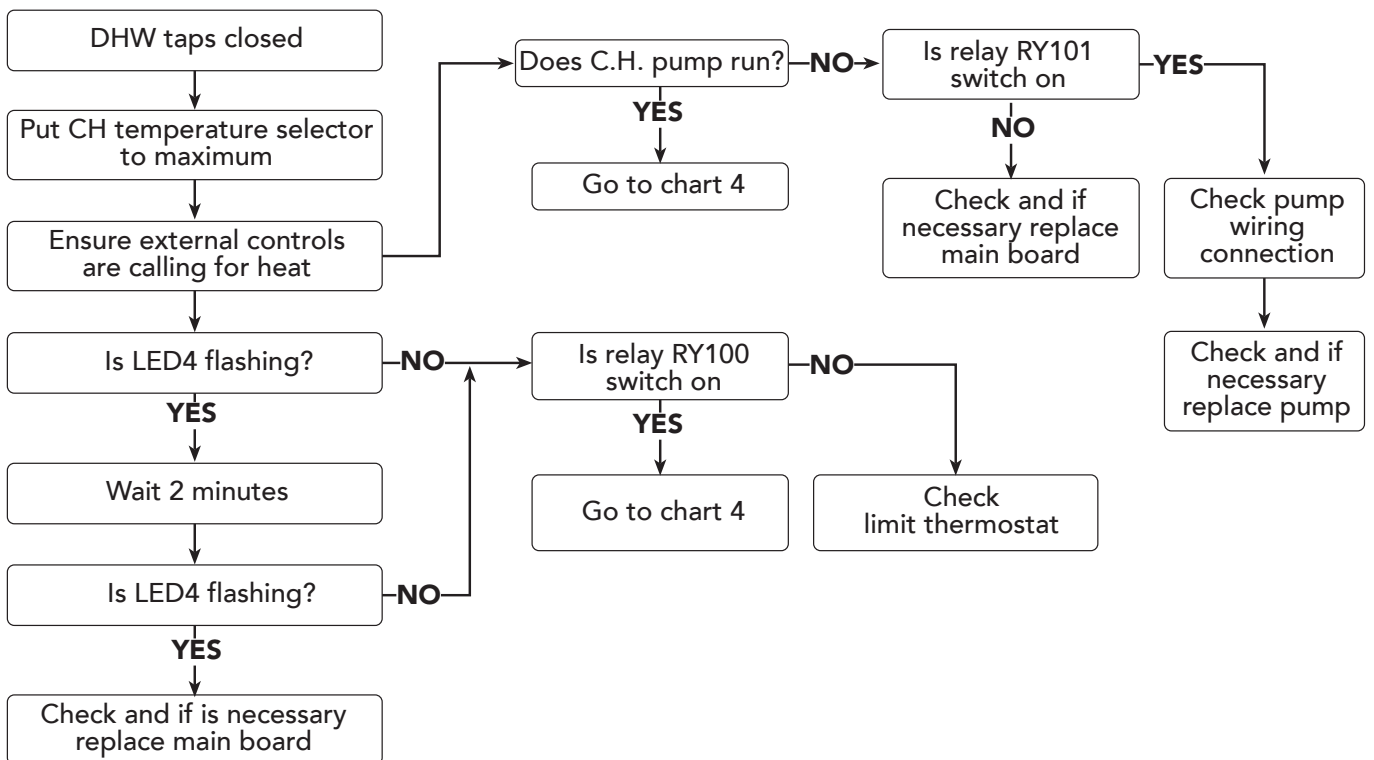 DHW taps closed
Put CH temperature selector
to maximum
Ensure external controls
are calling for heat
Is LED4 flashing?
NO
YES
Wait 2 minutes
Is LED4 flashing?
NO
YES
Check and if is necessary
replace main board
Does C.H. pump run?
NO
YES
Go to chart 4
Is relay RY101
switch on
YES
NO
Check and if
necessary replace
main board
Check pump
wiring
connection
Check and if
necessary
replace pump
Is relay RY100
switch on
NO
YES
Go to chart 4
Check
limit thermostat